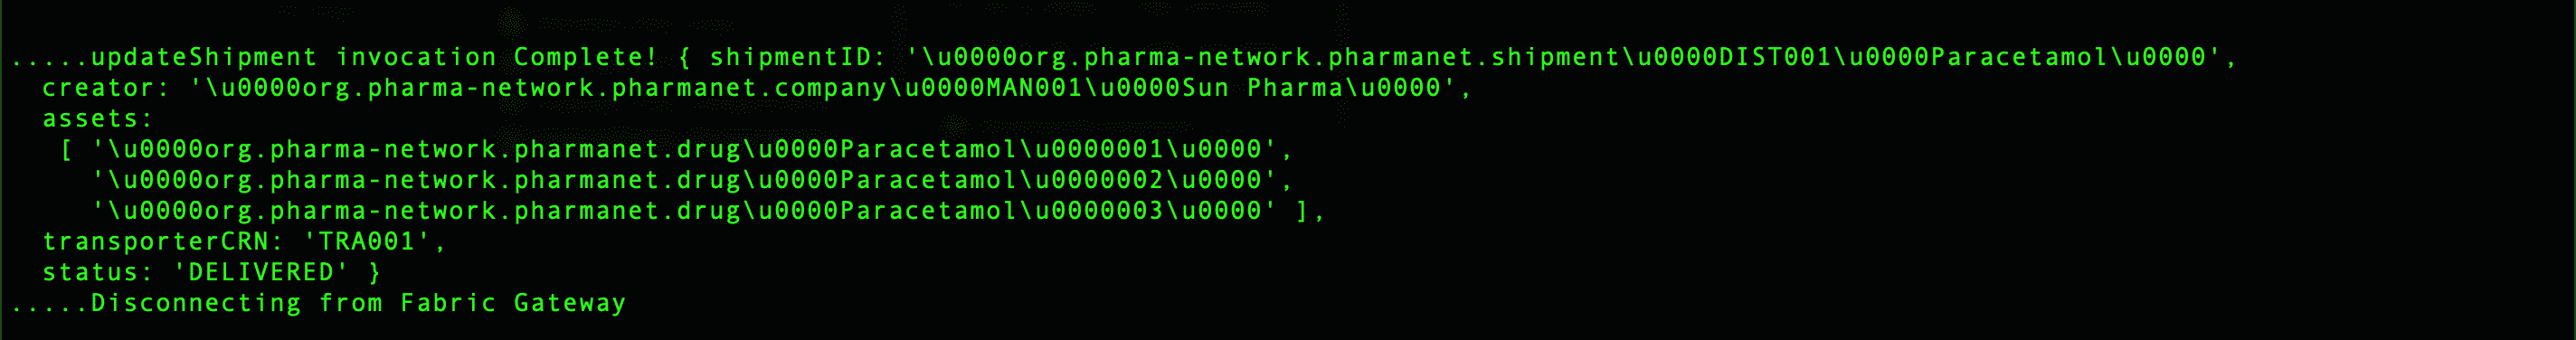 .....updateShipment invocation Complete! { shipmentID: '\u0000org.pharma-network.pharmanet.shipment\u0000DIST001\u0000Paracetamol\u0000',
  creator: '\u0000org.pharma-network.pharmanet.company\u0000MAN001\u0000Sun Pharma\u0000',
  assets:
   [ '\u0000org.pharma-network.pharmanet.drug\u0000Paracetamol\u0000001\u0000',
     '\u0000org.pharma-network.pharmanet.drug\u0000Paracetamol\u0000002\u0000',
     '\u0000org.pharma-network.pharmanet.drug\u0000Paracetamol\u0000003\u0000' ],
  transporterCRN: 'TRA001',
  status: 'DELIVERED' }
.....Disconnecting from Fabric Gateway